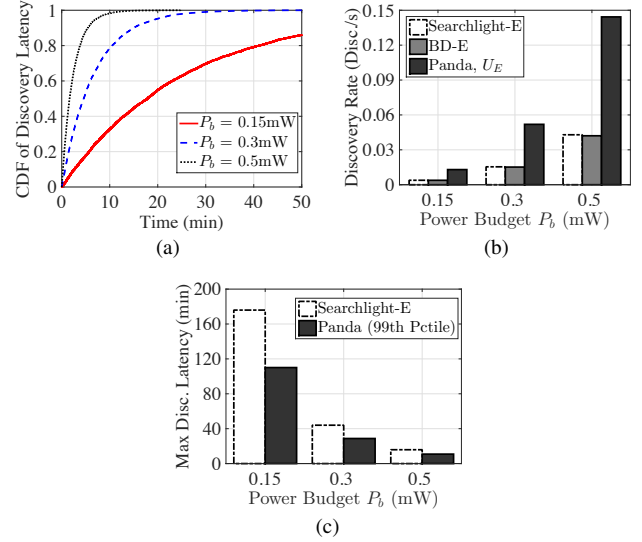 CDF of Discovery Latency
1
0.8
0.6
0.4
0.2
0
P_b = 0.15mW
P_b = 0.3mW
P_b = 0.5mW
0 10 20 30 40 50
Time (min)
(a)
Discovery Rate (Disc./s)
0.15
0.12
0.09
0.06
0.03
0
Searchlight-E
BD-E
Panda, U_E
0.15 0.3 0.5
Power Budget P_b (mW)
(b)
Max Disc. Latency (min)
200
160
120
80
40
0
Searchlight-E
Panda (99th Pctile)
0.15 0.3 0.5
Power Budget P_b (mW)
(c)